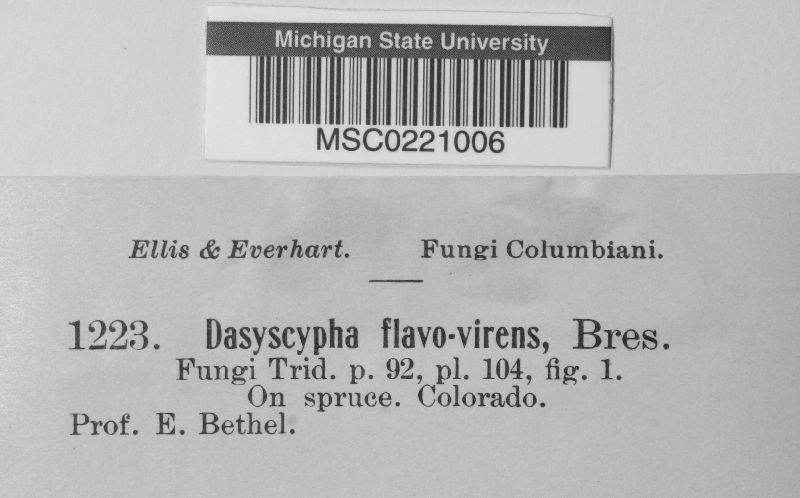 Michigan State University
MSC0221006
Ellis & Everhart. Fungi Columbiani.
1223. Dasyscypha flavo-virens, Bres.
Fungi Trid. p. 92, pl. 104, fig. 1.
On spruce. Colorado.
Prof. E. Bethel.